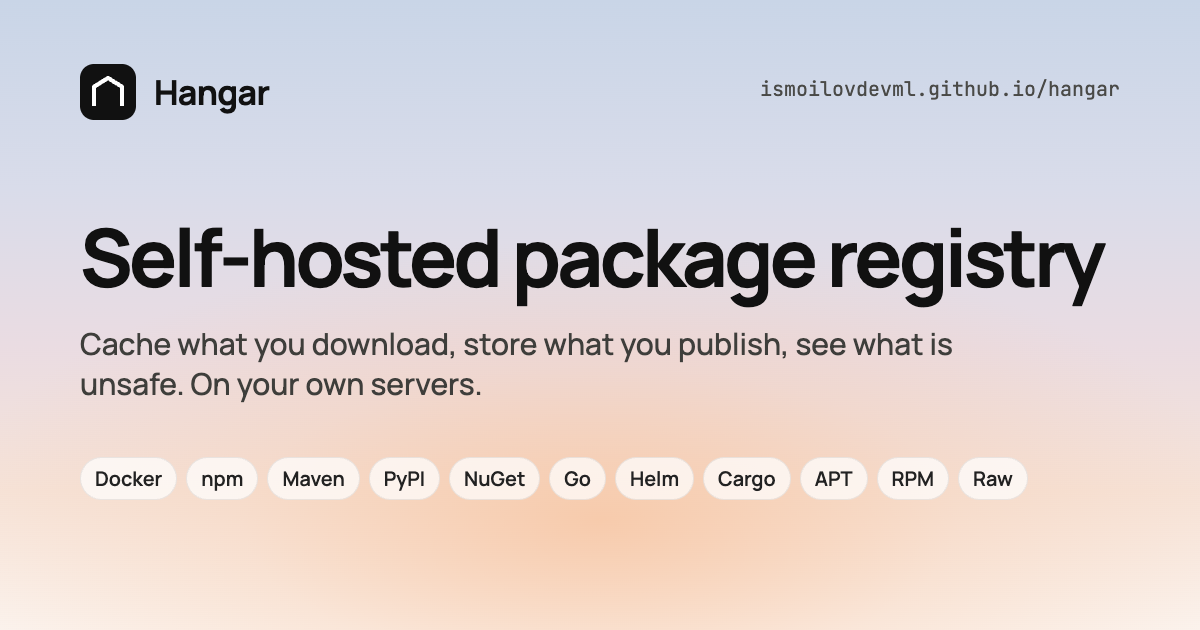 Hangar
ismoilovdevml.github.io/hangar
Self-hosted package registry
Cache what you download, store what you publish, see what is
unsafe. On your own servers.
Docker npm Maven PyPI NuGet Go Helm Cargo APT RPM Raw